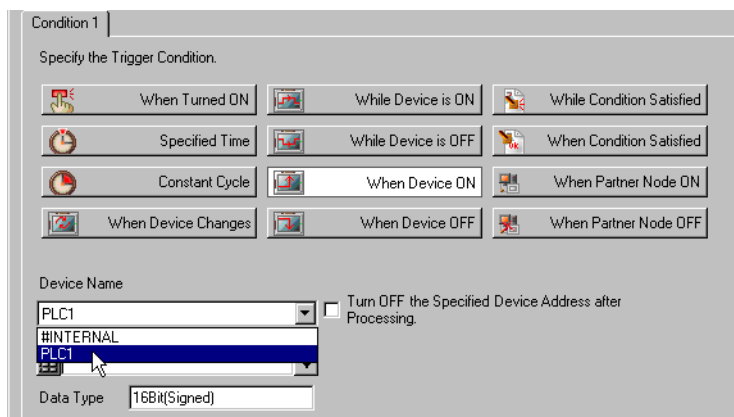 Condition 1
Specify the Trigger Condition.
When Turned ON
While Device is ON
While Condition Satisfied
Specified Time
While Device is OFF
When Condition Satisfied
Constant Cycle
When Device ON
When Partner Node ON
When Device Changes
When Device OFF
When Partner Node OFF
Device Name
PLC1
Turn OFF the Specified Device Address after
Processing.
#INTERNAL
PLC1
Data Type 16Bit(Signed)